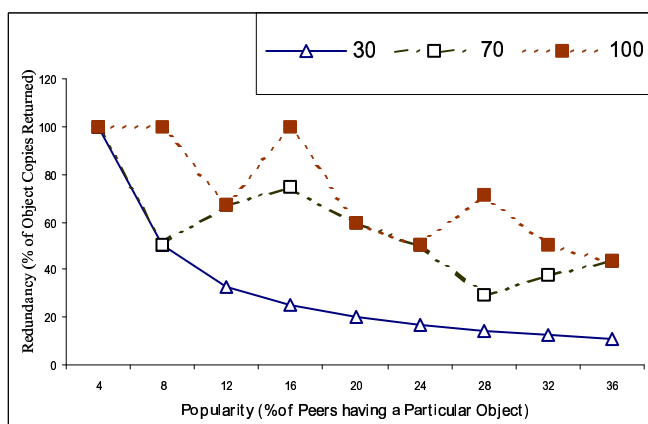 30 70 100
120
100
80
60
40
20
0
Redundancy (% of Object Copies Returned)
4 8 12 16 20 24 28 32 36
Popularity (%of Peers having a Particular Object)